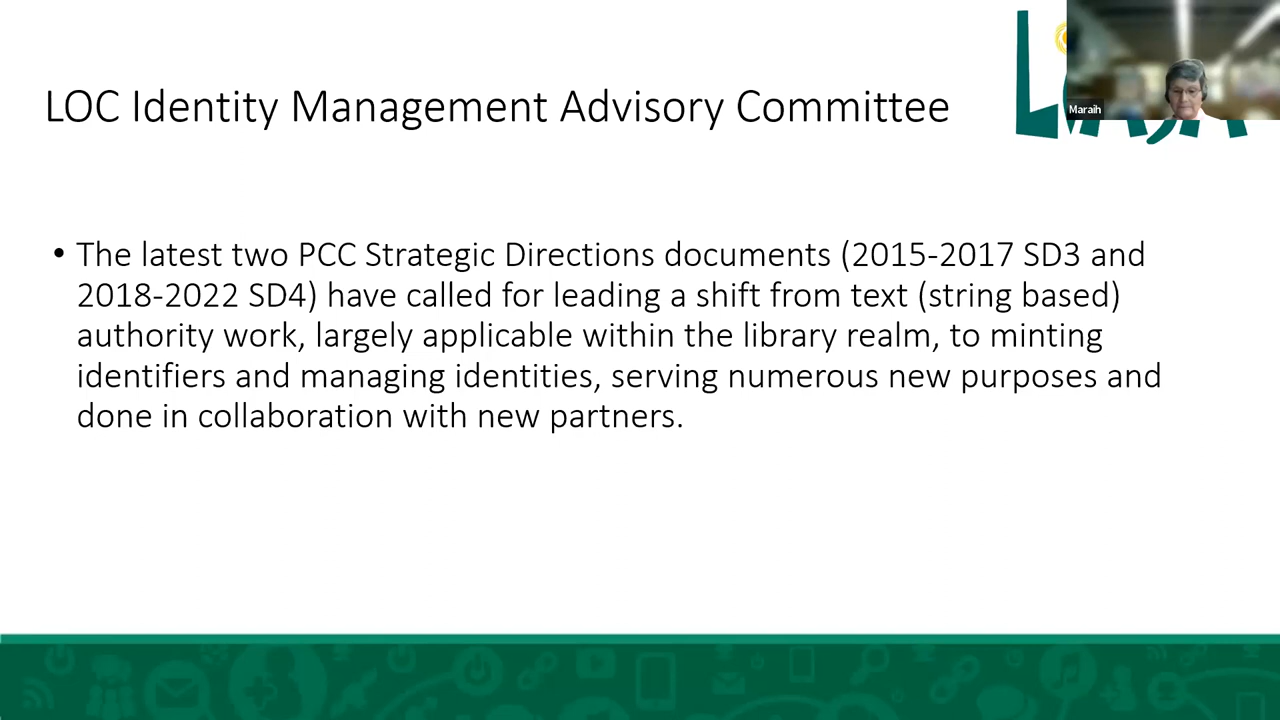 LOC Identity Management Advisory Committee
Maraih
• The latest two PCC Strategic Directions documents (2015-2017 SD3 and
2018-2022 SD4) have called for leading a shift from text (string based)
authority work, largely applicable within the library realm, to minting
identifiers and managing identities, serving numerous new purposes and
done in collaboration with new partners.